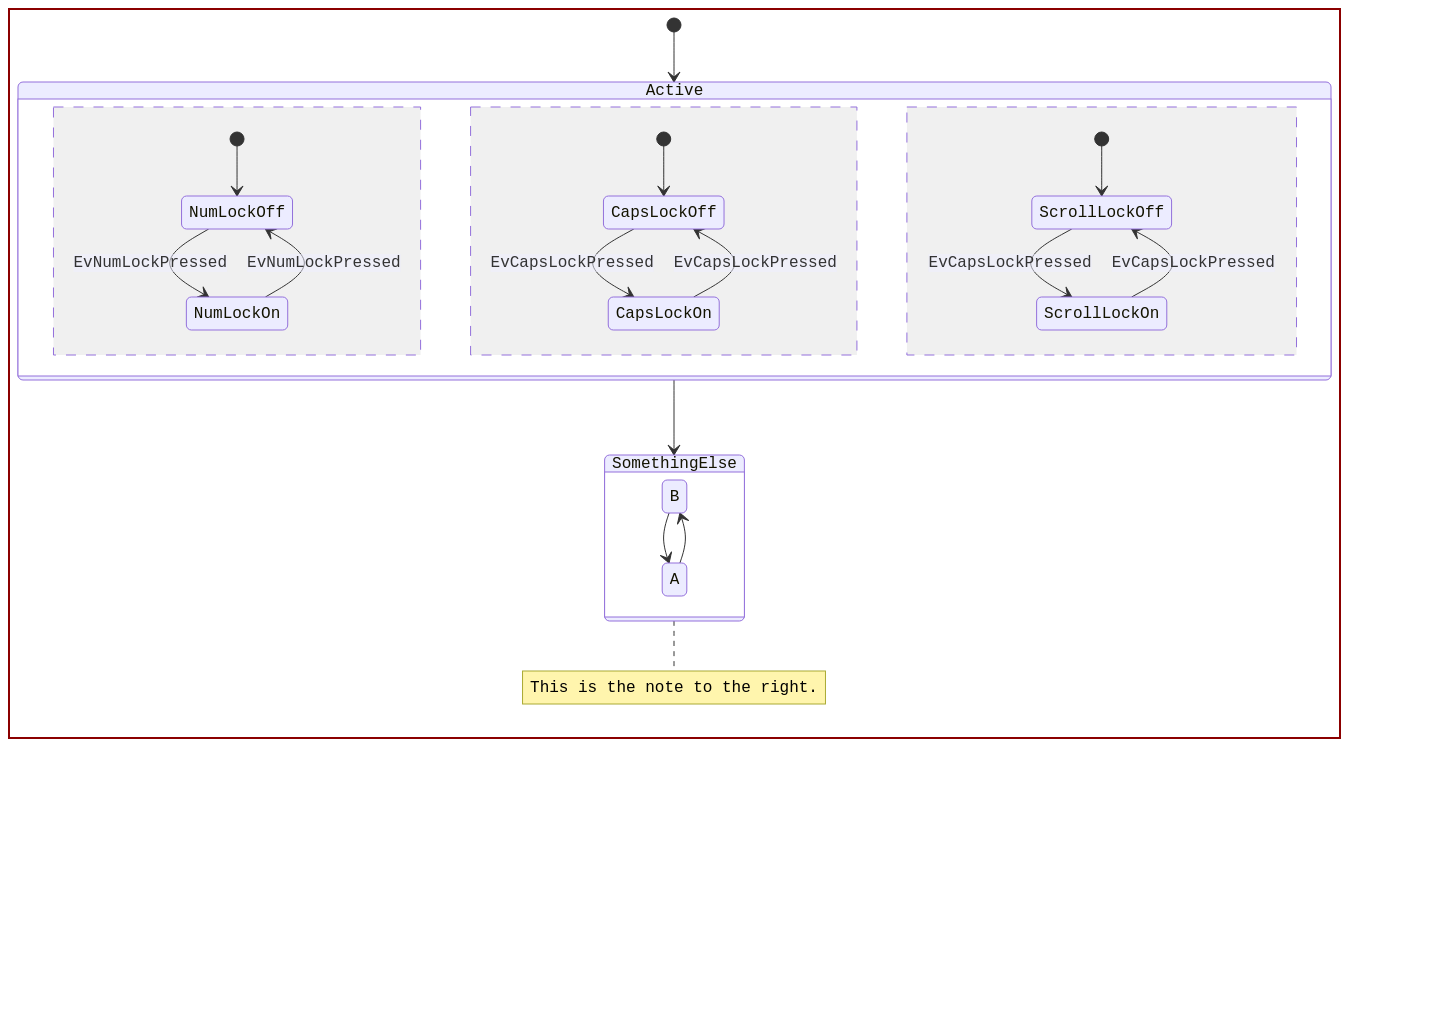 Active
NumLockOff
CapsLockOff
ScrollLockOff
EvNumLockPressed
EvNumLockPressed
EvCapsLockPressed
EvCapsLockPressed
EvCapsLockPressed
EvCapsLockPressed
NumLockOn
CapsLockOn
ScrollLockOn
SomethingElse
B
A
This is the note to the right.